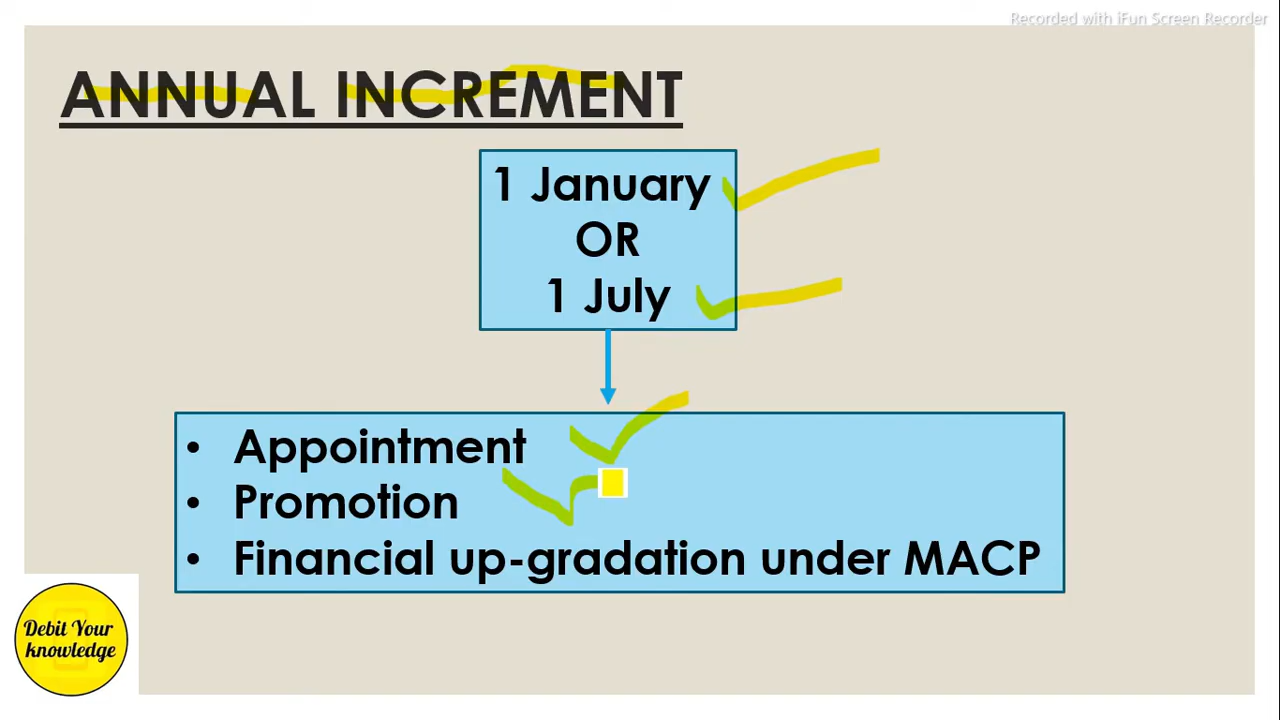 Recorded with iFun Screen Recorder
ANNUAL INCREMENT
1 January
OR
1 July
• Appointment
• Promotion
• Financial up-gradation under MACP
Debit Your
knowledge